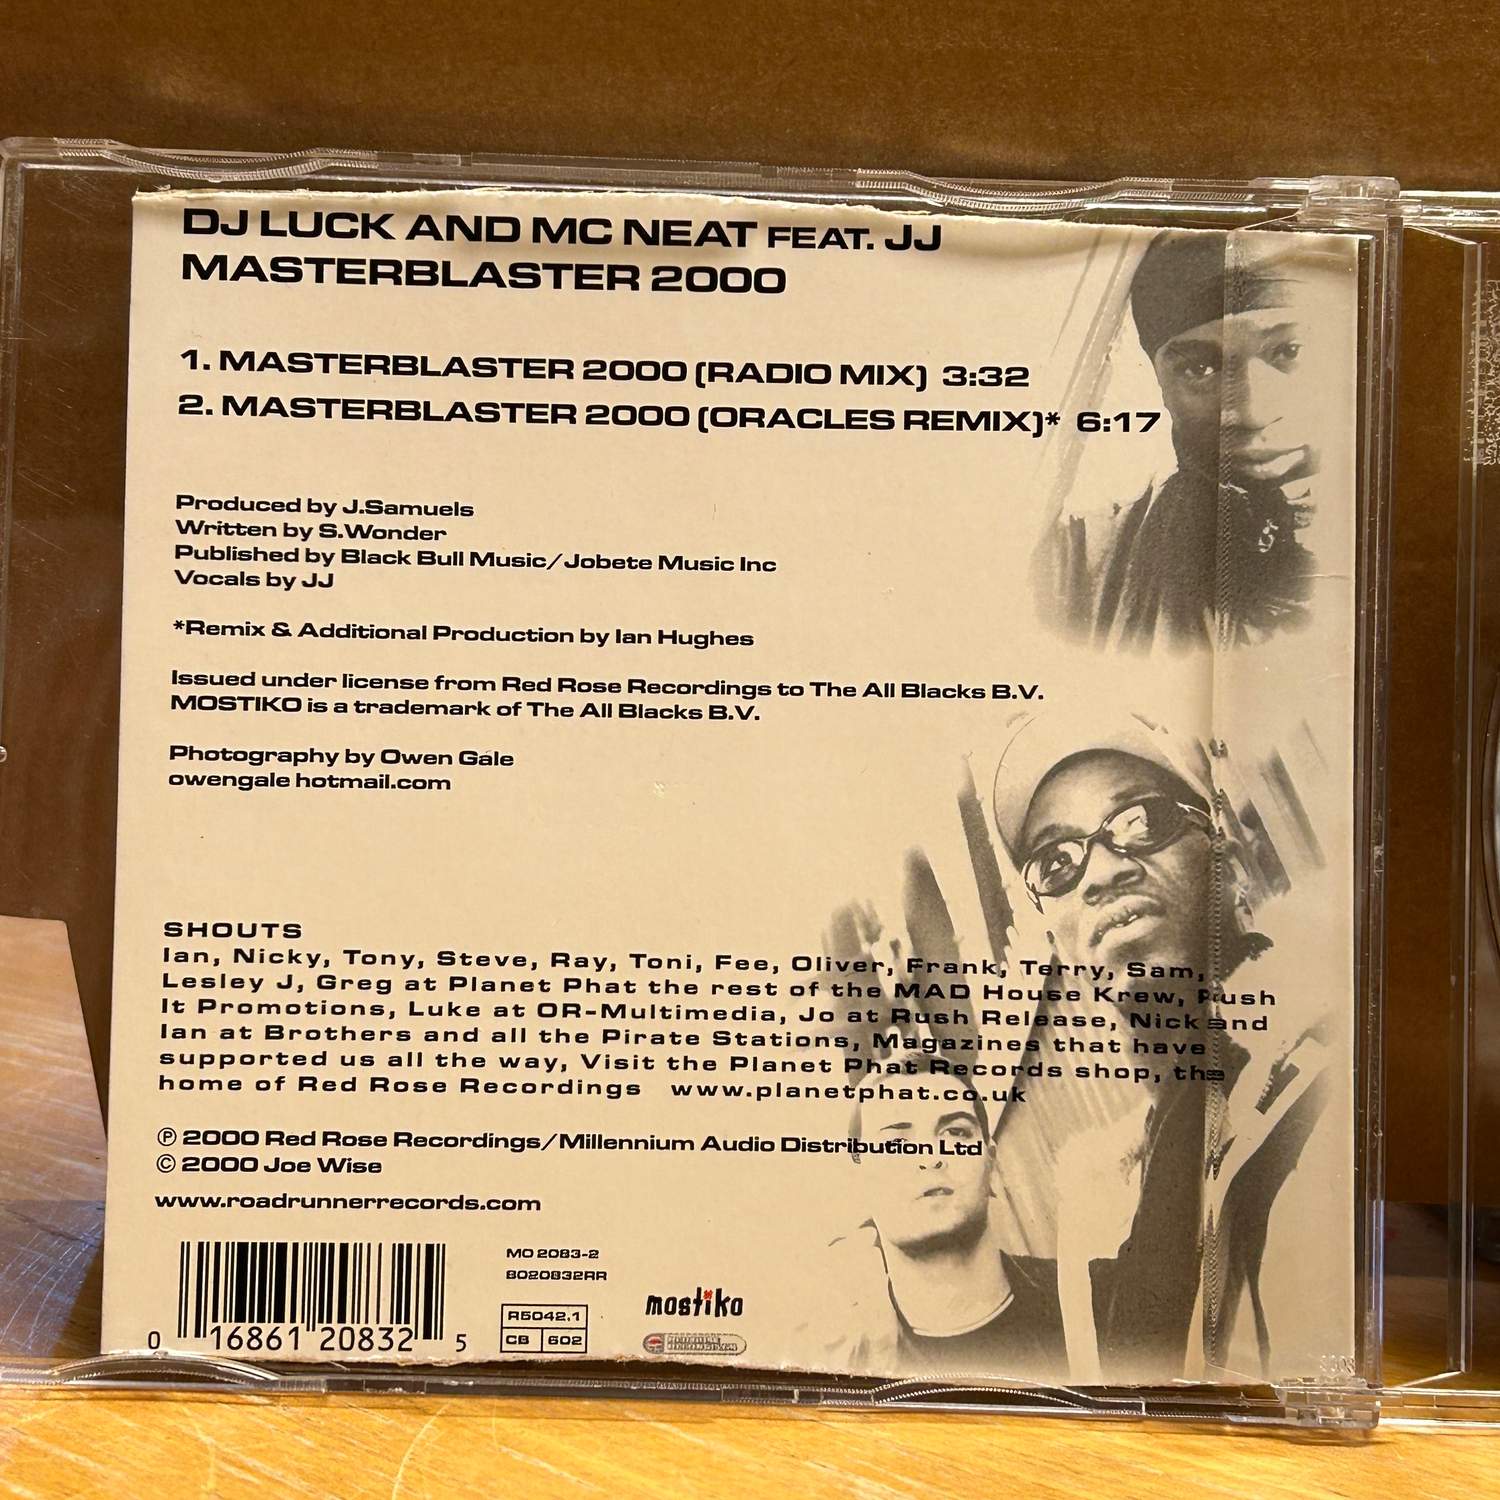 DJ LUCK AND MC NEAT FEAT. JJ
MASTERBLASTER 2000
1. MASTERBLASTER 2000 (RADIO MIX) 3:32
2. MASTERBLASTER 2000 (ORACLES REMIX)* 6:17
Produced by J.Samuels
Written by S.Wonder
Published by Black Bull Music/Jobete Music Inc
Vocals by JJ
*Remix & Additional Production by Ian Hughes
Issued under license from Red Rose Recordings to The All Blacks B.V.
MOSTIKO is a trademark of The All Blacks B.V.
Photography by Owen Gale
owengale hotmail.com
SHOUTS
Ian, Nicky, Tony, Steve, Ray, Toni, Fee, Oliver, Frank, Terry, Sam,
Lesley J, Greg at Planet Phat the rest of the MAD House Krew, Push
It Promotions, Luke at OR-Multimedia, Jo at Rush Release, Nick and
Ian at Brothers and all the Pirate Stations, Magazines that have
supported us all the way, Visit the Planet Phat Records shop, the
home of Red Rose Recordings www.planetphat.co.uk
℗ 2000 Red Rose Recordings/Millennium Audio Distribution Ltd
© 2000 Joe Wise
www.roadrunnerrecords.com
MO 2083-2
8020832RR
R5042.1
CB 602
mostiko
0 16861 20832 5